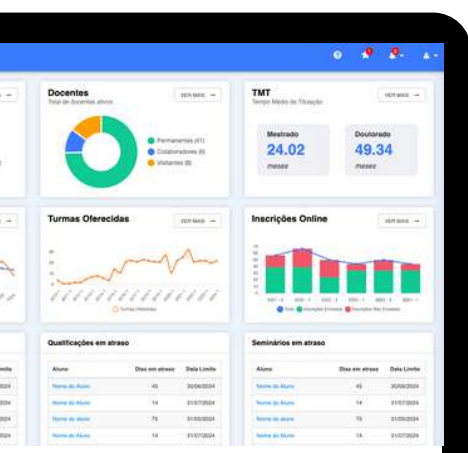 Docentes
Total de docentes ativos
VER MAIS →
Permanentes (41)
Colaboradores (6)
Visitantes (8)
TMT
Tempo Médio de Titulação
VER MAIS →
Mestrado
24.02
meses
Doutorado
49.34
meses
Turmas Oferecidas
VER MAIS →
Turmas Oferecidas
Inscrições Online
VER MAIS →
Total
Qualificações em atraso
Aluno Dias em atraso Data Limite
Nome do Aluno 45 30/06/2024
Nome do Aluno 14 31/07/2024
Nome do Aluno 75 31/05/2024
Nome do Aluno 14 31/07/2024
Seminários em atraso
Aluno Dias em atraso Data Limite
Nome do Aluno 45 30/06/2024
Nome do Aluno 14 31/07/2024
Nome do Aluno 75 31/05/2024
Nome do Aluno 14 31/07/2024